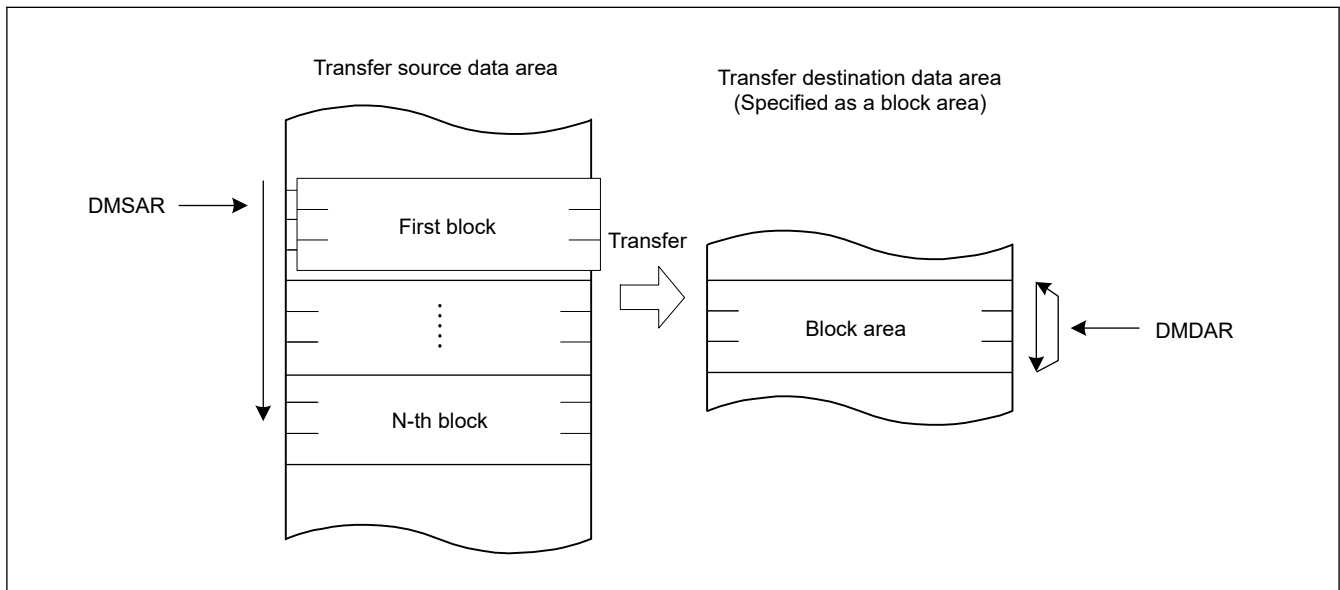 Transfer source data area
Transfer destination data area
(Specified as a block area)
DMSAR
First block
Transfer
Block area
DMDAR
N-th block